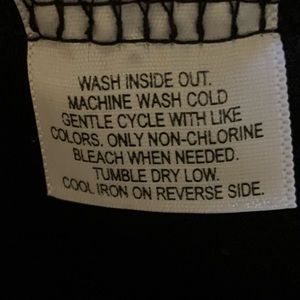 WASH INSIDE OUT.
MACHINE WASH COLD
GENTLE CYCLE WITH LIKE
COLORS. ONLY NON-CHLORINE
BLEACH WHEN NEEDED.
TUMBLE DRY LOW.
COOL IRON ON REVERSE SIDE.